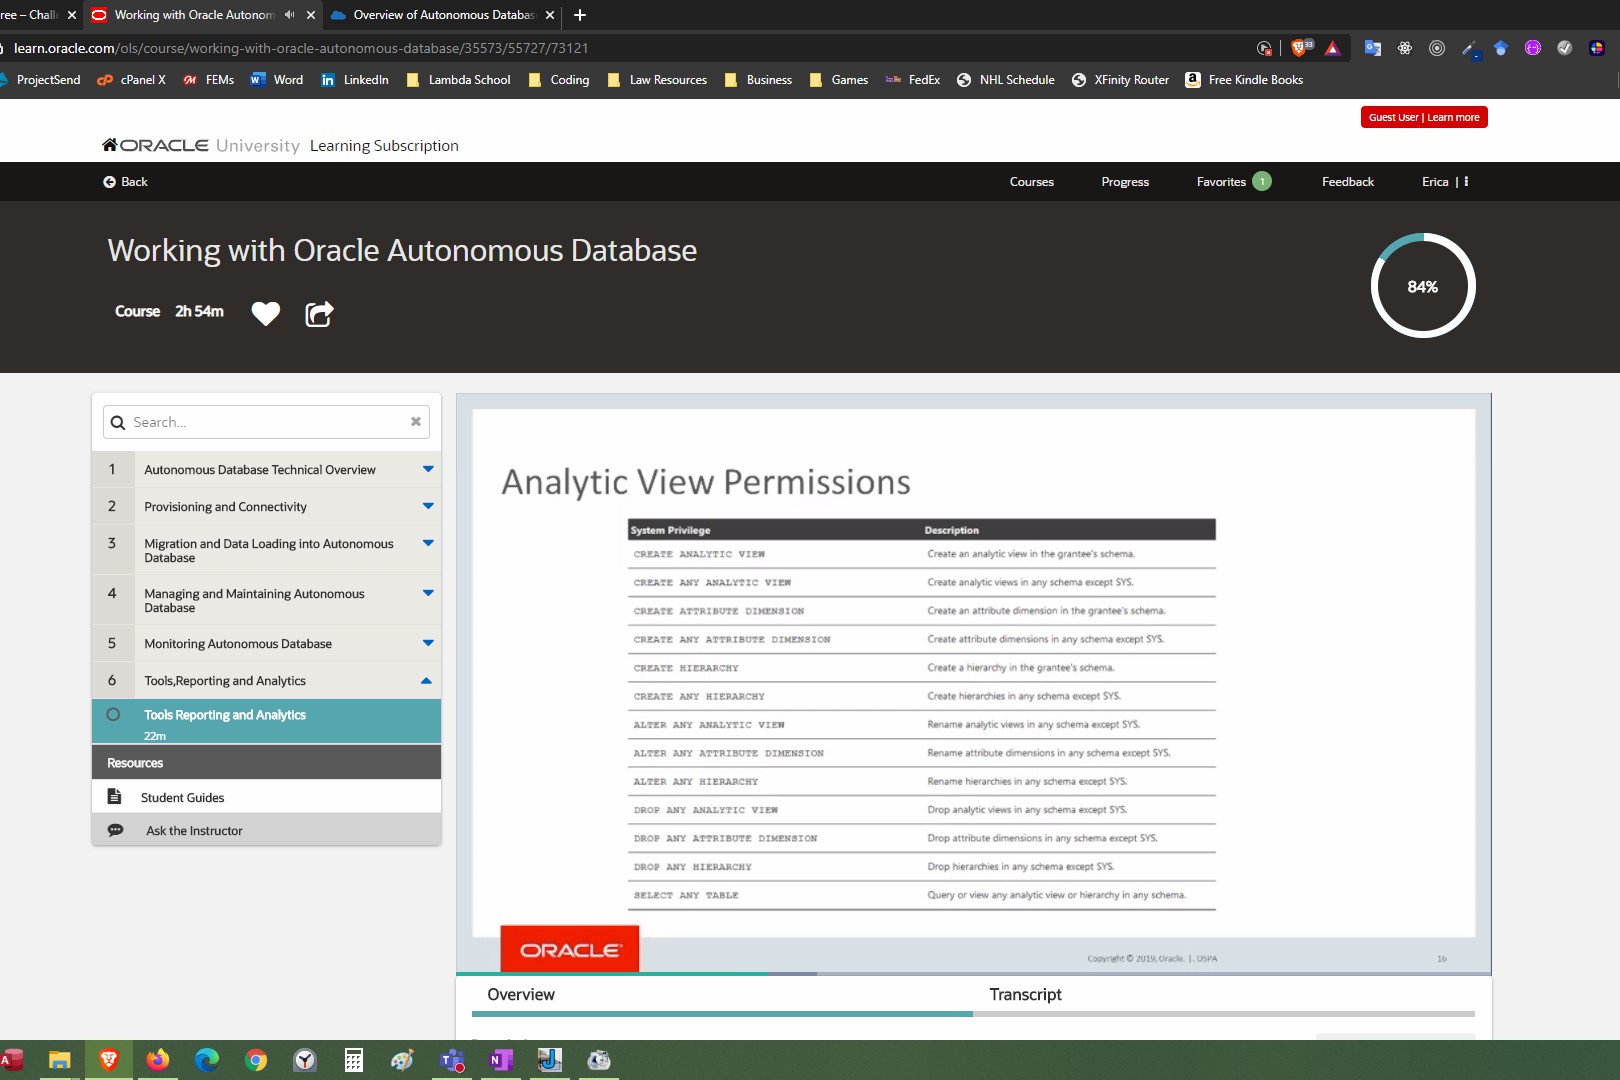 ree – Challe
Working with Oracle Autonom
Overview of Autonomous Databas
learn.oracle.com/ols/course/working-with-oracle-autonomous-database/35573/55727/73121
33
ProjectSend
cPanel X
FEMs
Word
LinkedIn
Lambda School
Coding
Law Resources
Business
Games
FedEx
NHL Schedule
XFinity Router
Free Kindle Books
Guest User | Learn more
ORACLE University Learning Subscription
Back
Courses
Progress
Favorites 1
Feedback
Erica |
Working with Oracle Autonomous Database
Course 2h 54m
84%
Search...
1 Autonomous Database Technical Overview
2 Provisioning and Connectivity
3 Migration and Data Loading into Autonomous
Database
4 Managing and Maintaining Autonomous
Database
5 Monitoring Autonomous Database
6 Tools,Reporting and Analytics
Tools Reporting and Analytics
22m
Resources
Student Guides
Ask the Instructor
Analytic View Permissions
System Privilege Description
CREATE ANALYTIC VIEW Create an analytic view in the grantee's schema.
CREATE ANY ANALYTIC VIEW Create analytic views in any schema except SYS.
CREATE ATTRIBUTE DIMENSION Create an attribute dimension in the grantee's schema.
CREATE ANY ATTRIBUTE DIMENSION Create attribute dimensions in any schema except SYS.
CREATE HIERARCHY Create a hierarchy in the grantee's schema.
CREATE ANY HIERARCHY Create hierarchies in any schema except SYS.
ALTER ANY ANALYTIC VIEW Rename analytic views in any schema except SYS.
ALTER ANY ATTRIBUTE DIMENSION Rename attribute dimensions in any schema except SYS.
ALTER ANY HIERARCHY Rename hierarchies in any schema except SYS.
DROP ANY ANALYTIC VIEW Drop analytic views in any schema except SYS.
DROP ANY ATTRIBUTE DIMENSION Drop attribute dimensions in any schema except SYS.
DROP ANY HIERARCHY Drop hierarchies in any schema except SYS.
SELECT ANY TABLE Query or view any analytic view or hierarchy in any schema.
ORACLE
Copyright © 2019, Oracle. |. OSPA
16
Overview
Transcript